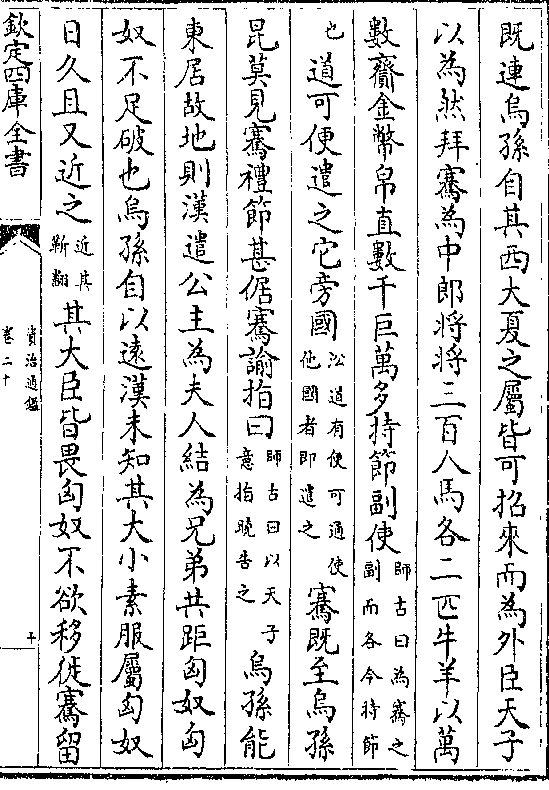 既連烏孫自其西大夏之屬皆可招來而為外臣天子
以為然拜騫為中郎將將三百人馬各二匹牛羊以萬
數齎金幣帛直數千巨萬多持節副使師古曰為騫之副而各令持節
也道可便遣之它旁國㳂道有便可通使他國者即遣之騫既至烏孫
昆莫見騫禮節甚倨騫諭指曰師古曰以天子意指曉告之烏孫能
東居故地則漢遣公主為夫人結為兄弟共距匈奴匈
奴不足破也烏孫自以遠漢未知其大小素服屬匈奴
日久且又近之近其靳翻其大臣皆畏匈奴不欲移徙騫留
欽定四庫全書
資治通鑑
卷二十
十